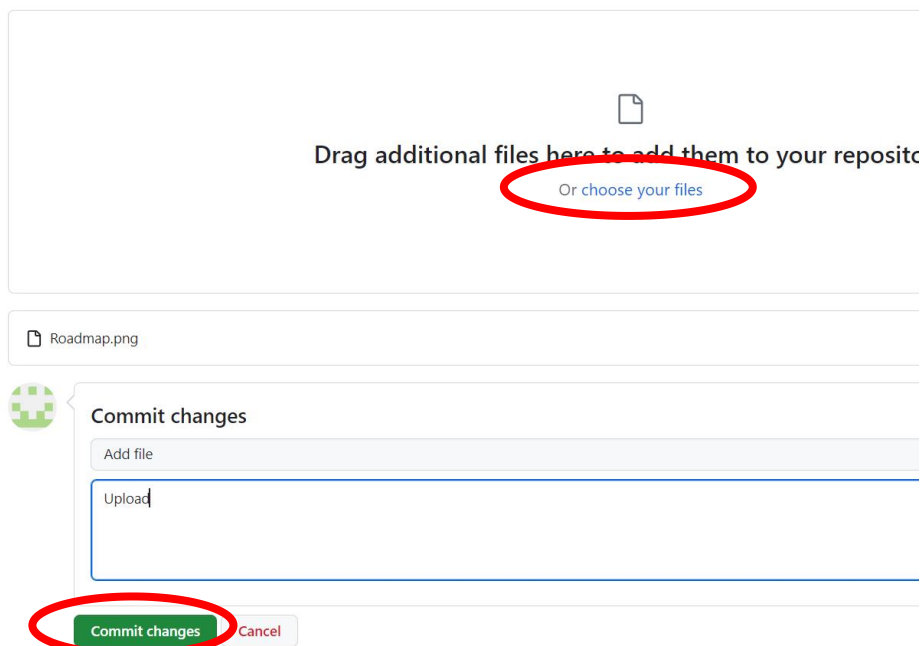 Drag additional files here to add them to your reposito
Or choose your files
Roadmap.png
Commit changes
Add file
Upload
Commit changes
Cancel